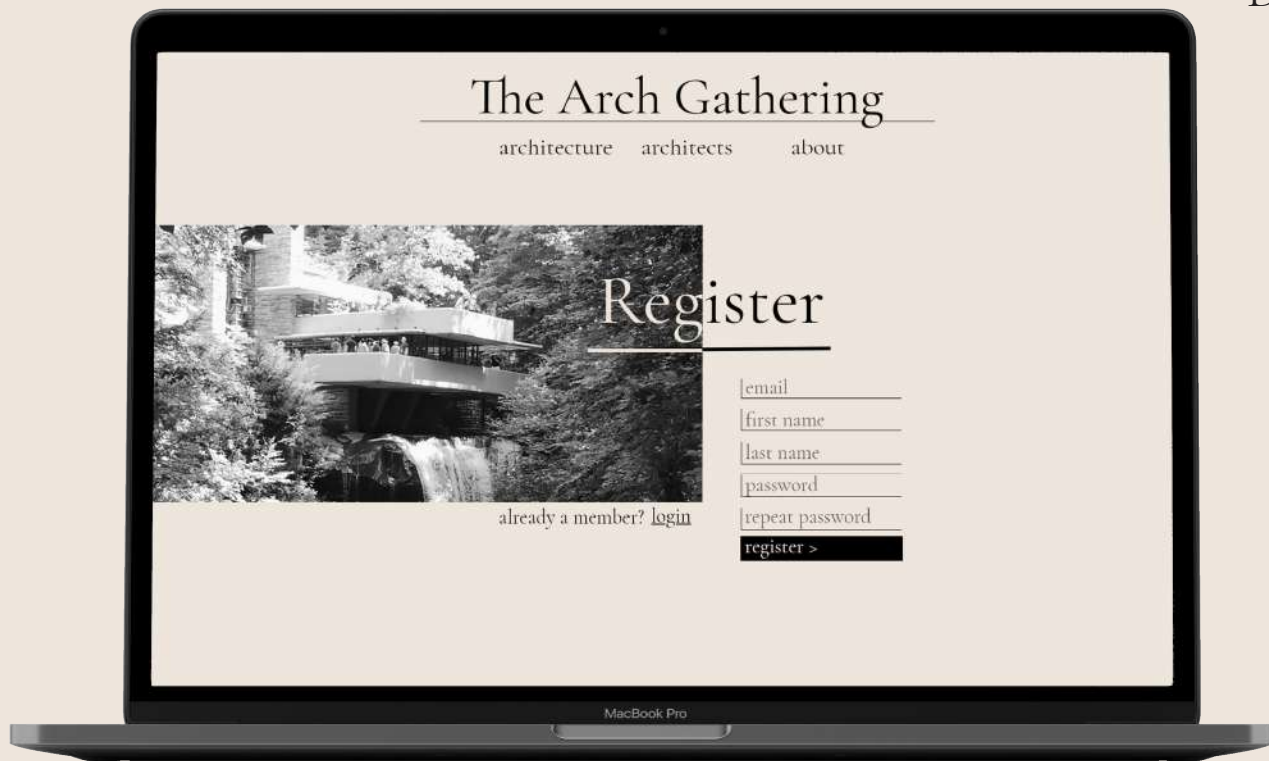 The Arch Gathering
architecture architects about
Register
email
first name
last name
password
repeat password
already a member? login
register >
MacBook Pro